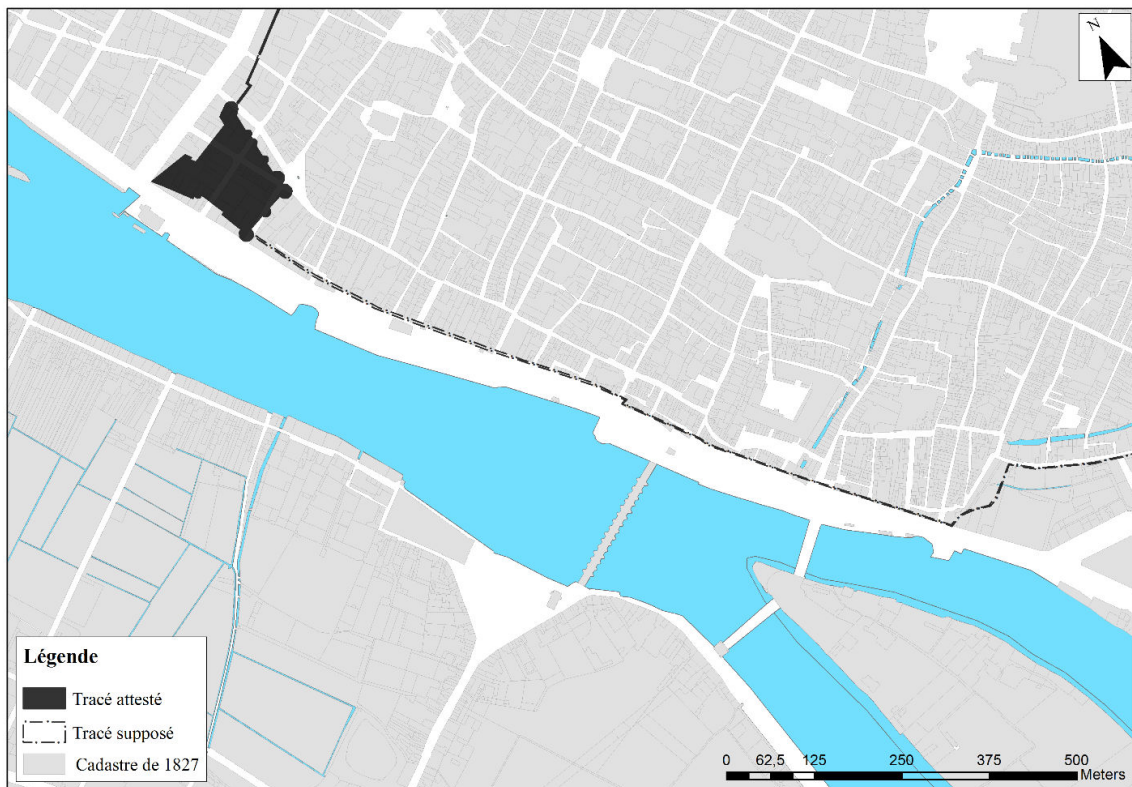 N
Légende
Tracé attesté
Tracé supposé
Cadastre de 1827
0 62,5 125 250 375 500
Meters